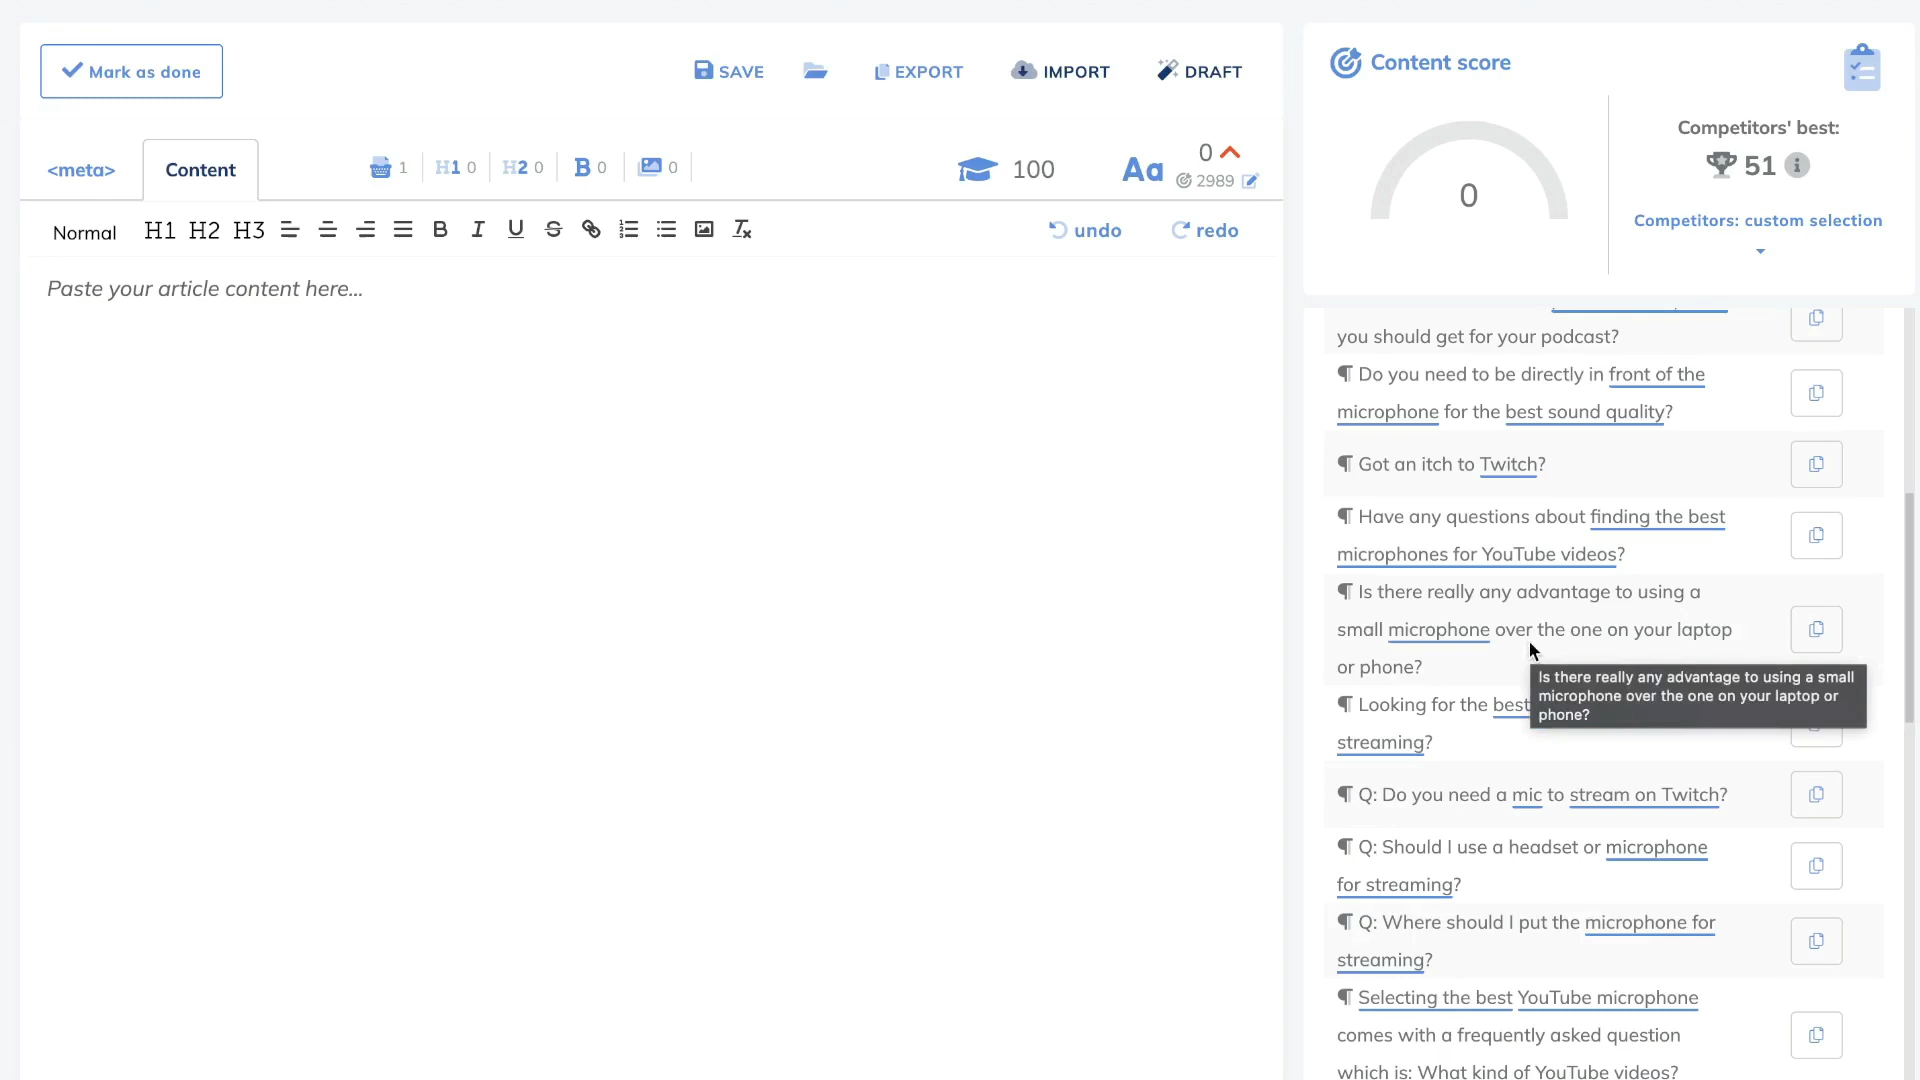 Mark as done
SAVE
EXPORT
IMPORT
DRAFT
<meta>
Content
1
H1 0
H2 0
B 0
0
100
Aa
0
2989
Normal
H1 H2 H3
B I U S
undo
redo
Paste your article content here...
Content score
0
Competitors' best:
51
Competitors: custom selection
you should get for your podcast?
¶ Do you need to be directly in front of the
microphone for the best sound quality?
¶ Got an itch to Twitch?
¶ Have any questions about finding the best
microphones for YouTube videos?
¶ Is there really any advantage to using a
small microphone over the one on your laptop
or phone?
Is there really any advantage to using a small
microphone over the one on your laptop or
phone?
¶ Looking for the best
streaming?
¶ Q: Do you need a mic to stream on Twitch?
¶ Q: Should I use a headset or microphone
for streaming?
¶ Q: Where should I put the microphone for
streaming?
¶ Selecting the best YouTube microphone
comes with a frequently asked question
which is: What kind of YouTube videos?